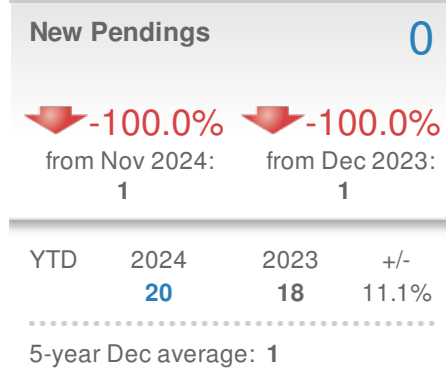 New Pendings 0
-100.0% -100.0%
from Nov 2024: from Dec 2023:
1 1
YTD 2024 2023 +/-
20 18 11.1%
5-year Dec average: 1